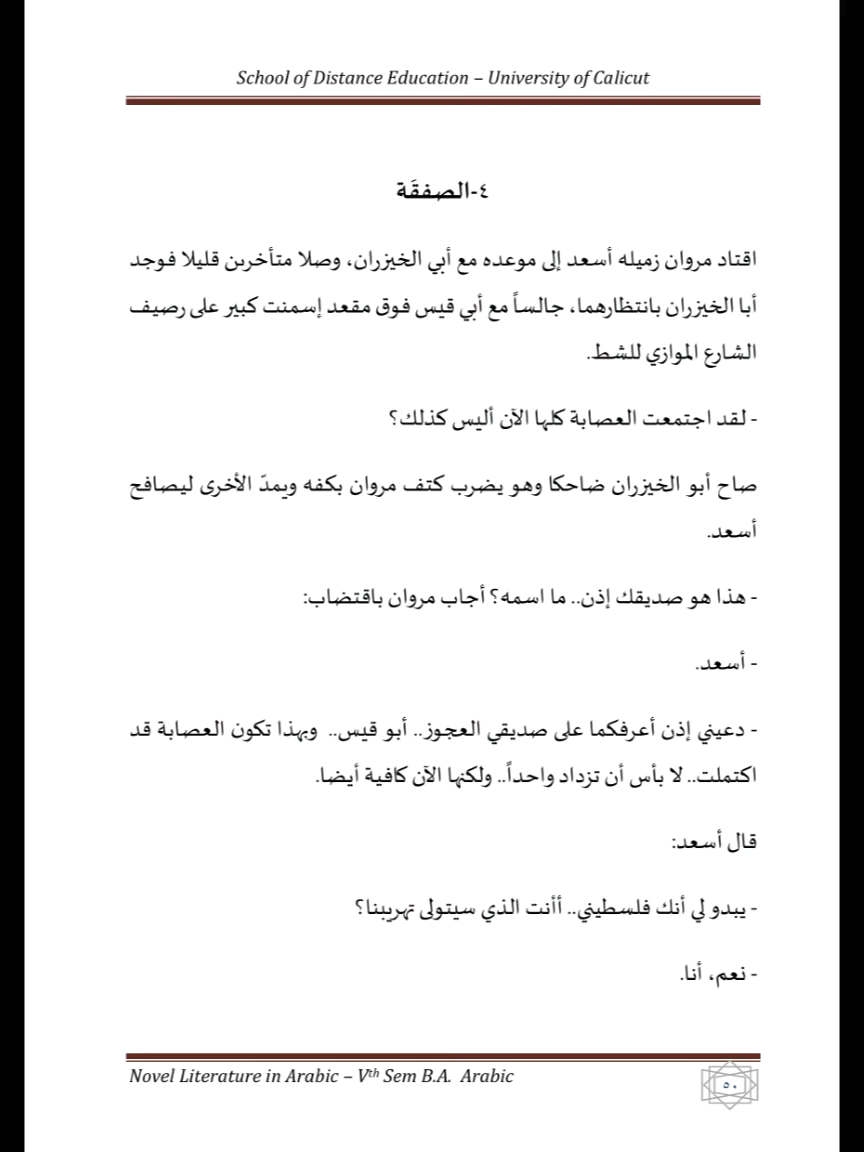 School of Distance Education – University of Calicut
٤-الصفقَة
اقتاد مروان زميله أسعد إلى موعده مع أبي الخيزران، وصلا متأخرين قليلا فوجد
أبا الخيزران بانتظارهما، جالساً مع أبي قيس فوق مقعد إسمنت كبير على رصيف
الشارع الموازي للشط.
- لقد اجتمعت العصابة كلها الآن أليس كذلك؟
صاح أبو الخيزران ضاحكا وهو يضرب كتف مروان بكفه ويمدّ الأخرى ليصافح
أسعد.
- هذا هو صديقك إذن.. ما اسمه؟ أجاب مروان باقتضاب:
- أسعد.
- دعيني إذن أعرفكما على صديقي العجوز.. أبو قيس.. وبهذا تكون العصابة قد
اكتملت.. لا بأس أن تزداد واحداً.. ولكنها الآن كافية أيضا.
قال أسعد:
- يبدو لي أنك فلسطيني.. أأنت الذي سيتولى تهريبنا؟
- نعم، أنا.
Novel Literature in Arabic – Vth Sem B.A. Arabic
٥٠